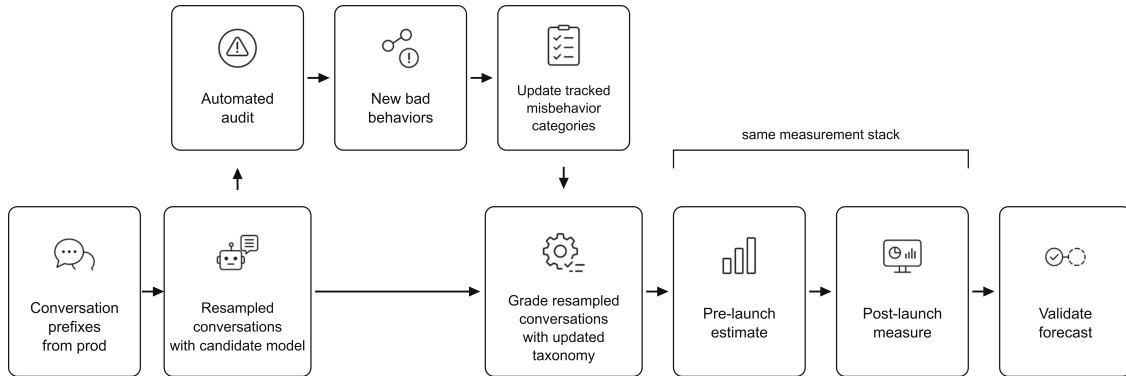 Automated
audit
New bad
behaviors
Update tracked
misbehavior
categories
same measurement stack
Conversation
prefixes
from prod
Resampled
conversations
with candidate model
Grade resampled
conversations
with updated
taxonomy
Pre-launch
estimate
Post-launch
measure
Validate
forecast